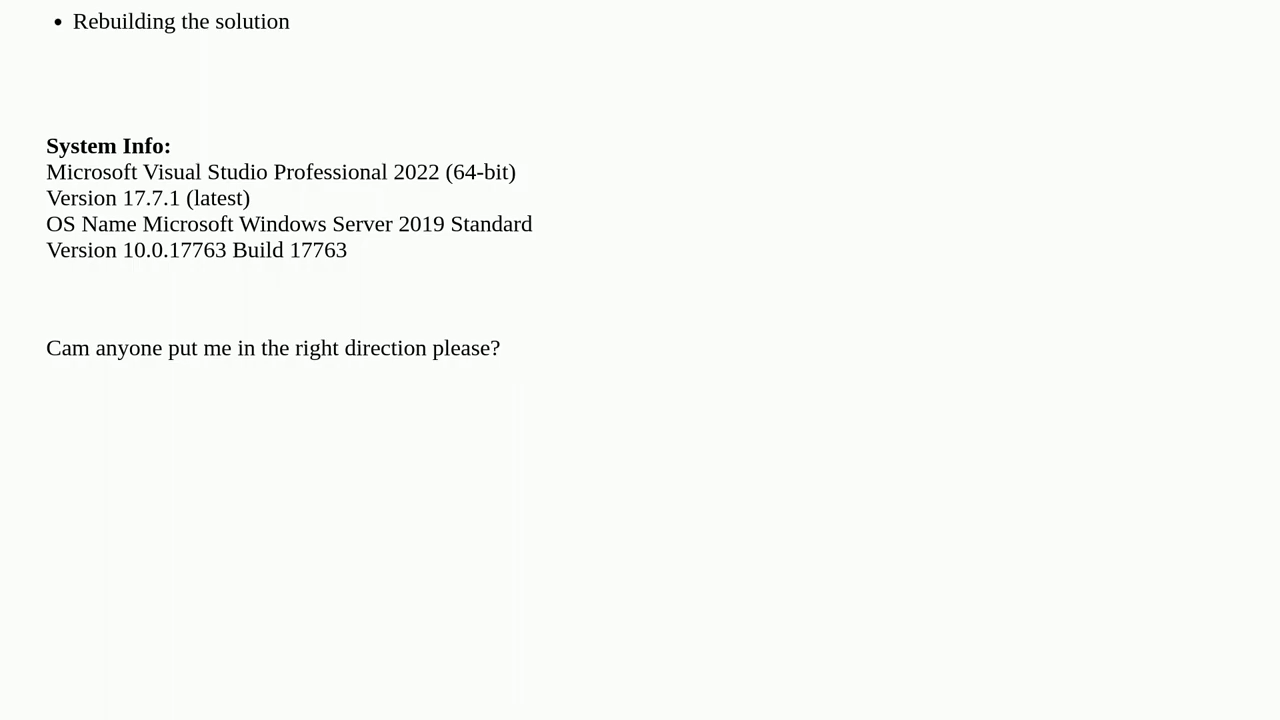 • Rebuilding the solution
System Info:
Microsoft Visual Studio Professional 2022 (64-bit)
Version 17.7.1 (latest)
OS Name Microsoft Windows Server 2019 Standard
Version 10.0.17763 Build 17763
Cam anyone put me in the right direction please?